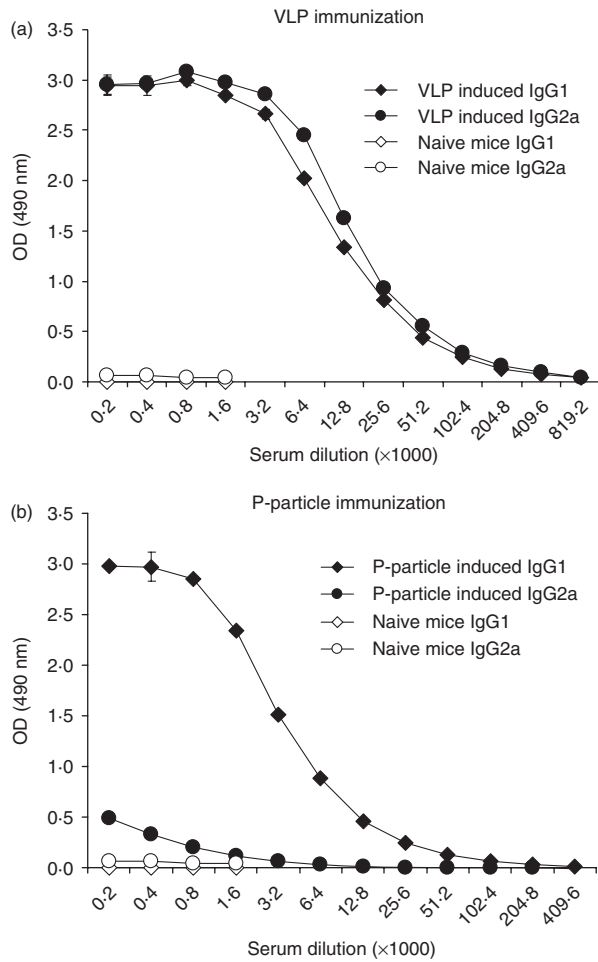 (a)
VLP immunization
3·5
3·0
2·5
2·0
1·5
1·0
0·5
0·0
OD (490 nm)
VLP induced IgG1
VLP induced IgG2a
Naive mice IgG1
Naive mice IgG2a
0·2
0·4
0·8
1·6
3·2
6·4
12·8
25·6
51·2
102·4
204·8
409·6
819·2
Serum dilution (×1000)
(b)
P-particle immunization
3·5
3·0
2·5
2·0
1·5
1·0
0·5
0·0
OD (490 nm)
P-particle induced IgG1
P-particle induced IgG2a
Naive mice IgG1
Naive mice IgG2a
0·2
0·4
0·8
1·6
3·2
6·4
12·8
25·6
51·2
102·4
204·8
409·6
Serum dilution (×1000)